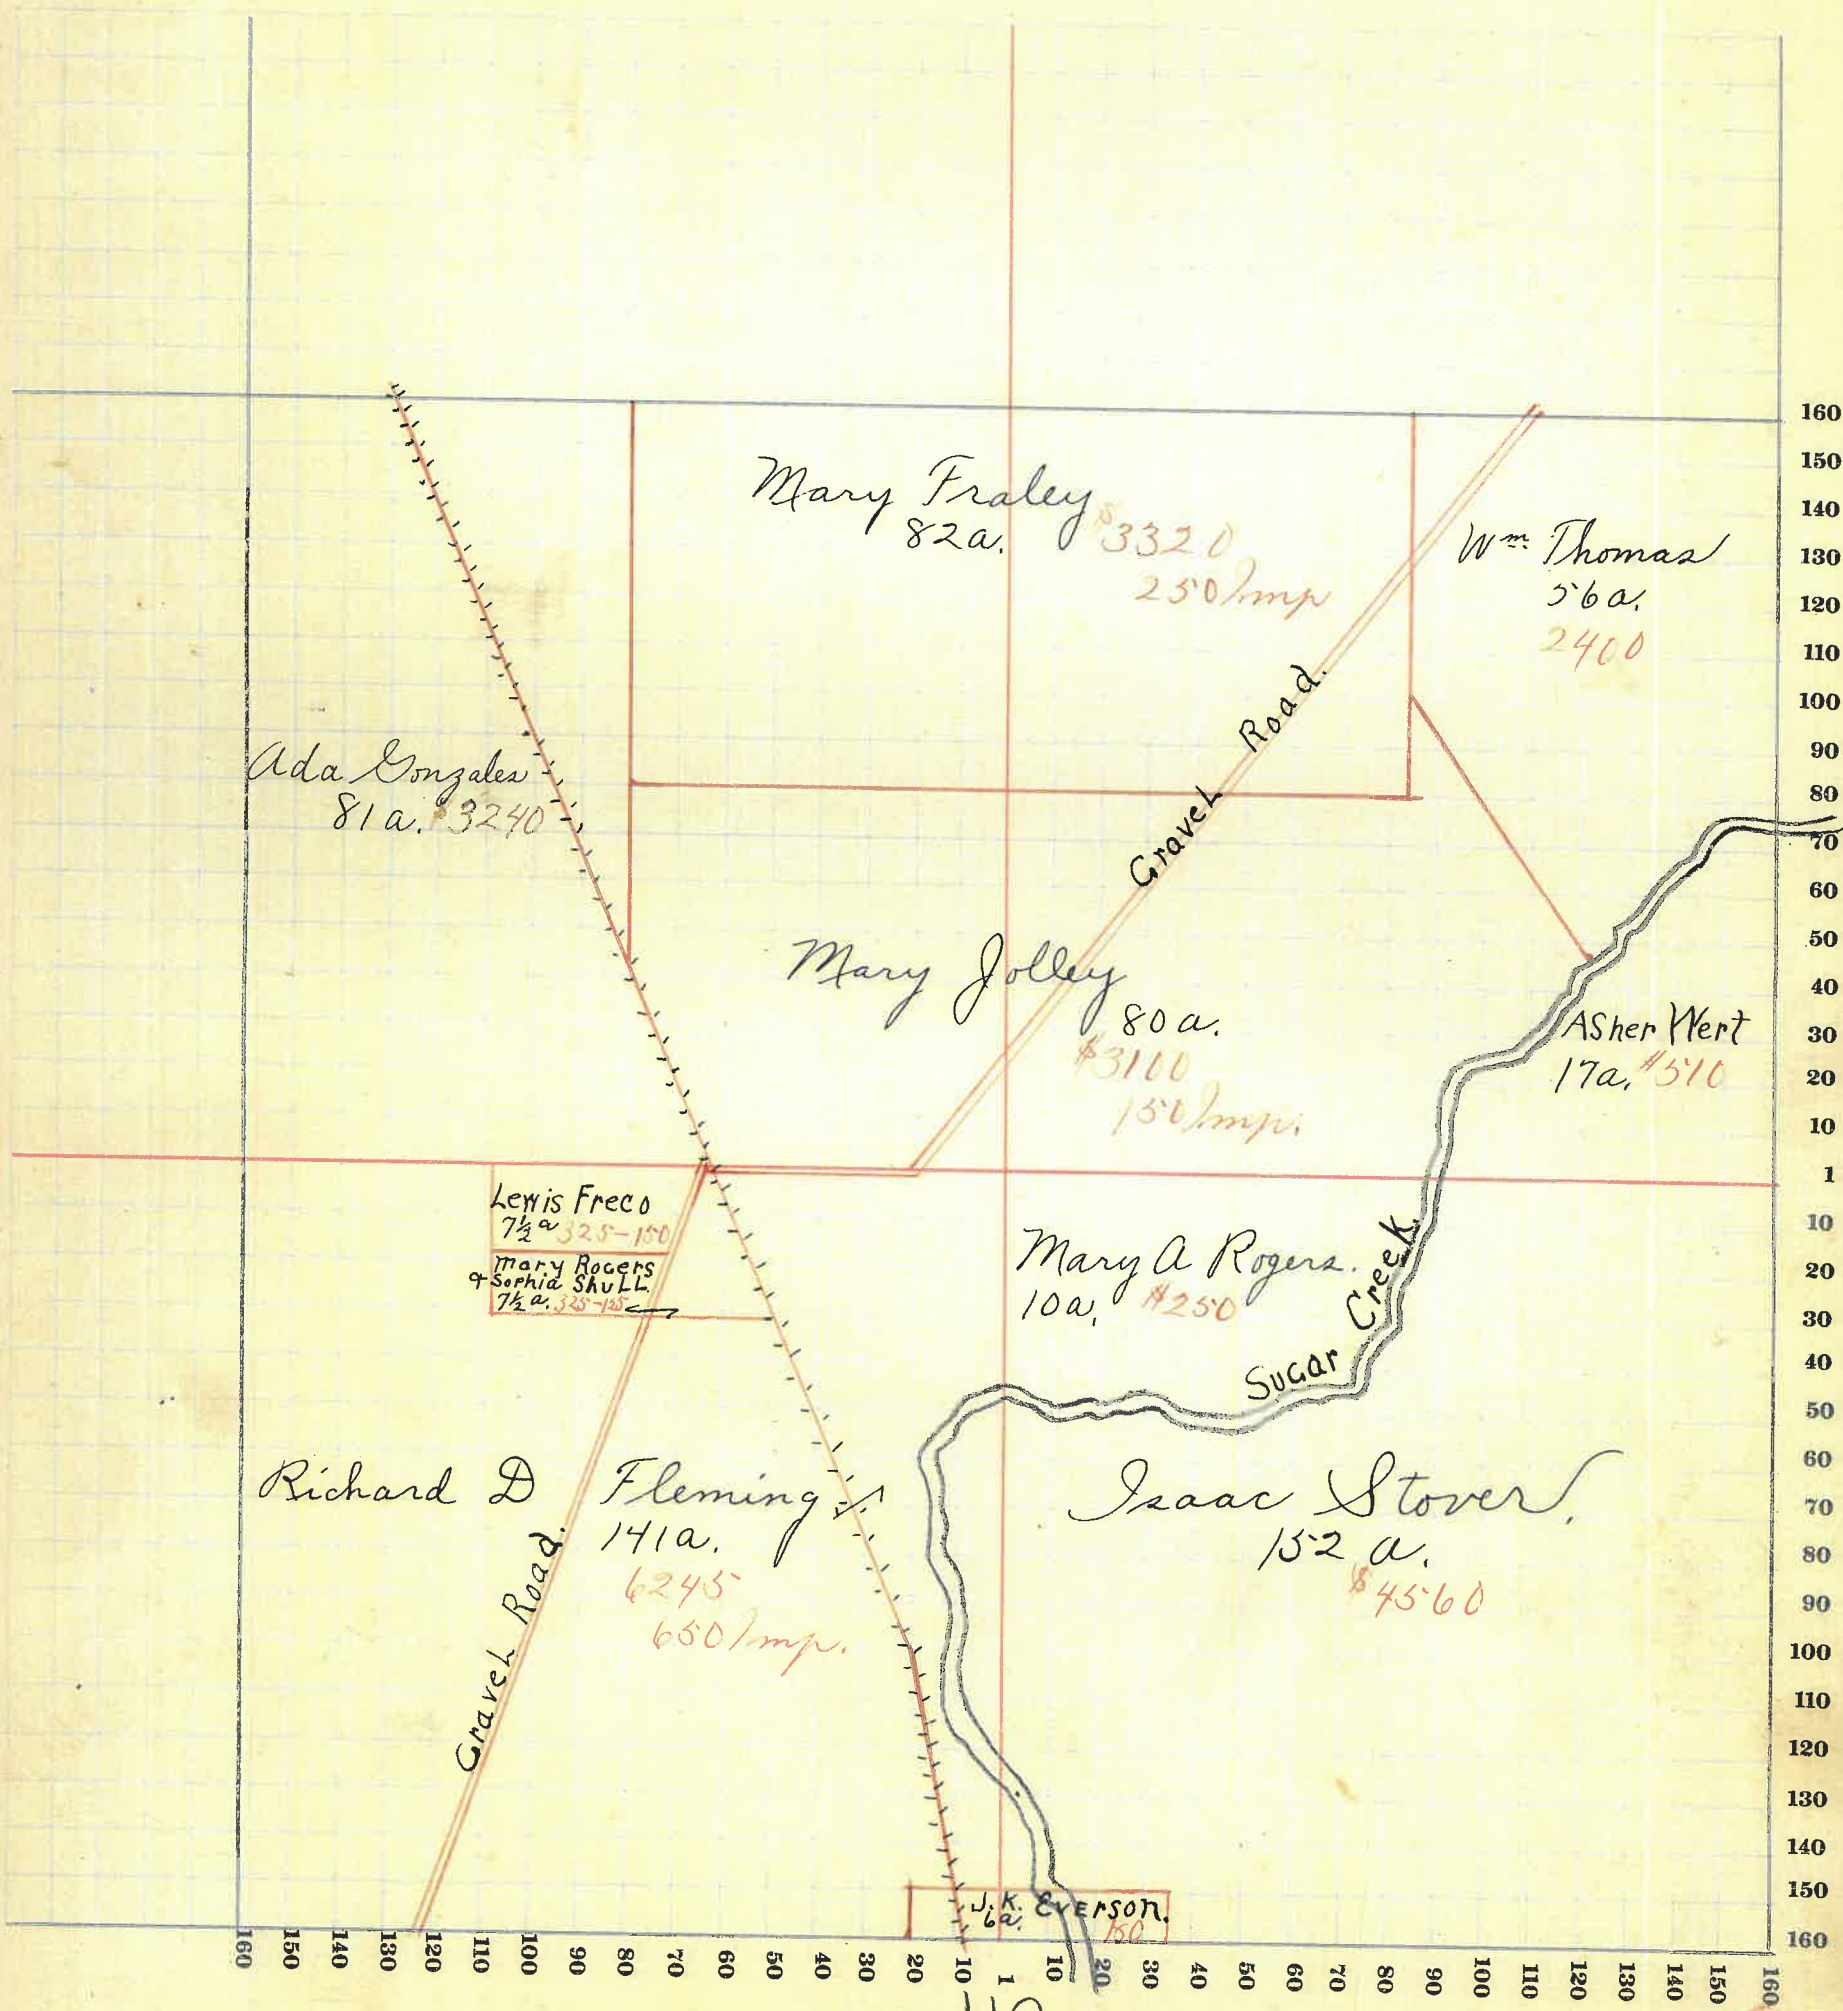 Mary Fraley
82a. $3320
250 Imp
Wm. Thomas
56a.
2400
Gravel Road.
Ada Gonzales
81a. $3240
Mary Jolley
80a.
$3100
150 Imp.
Asher Wert
17a. $510
Lewis Freco
7½a 325-150
Mary Rogers
& Sophia Shull
7½a. 325-125
Mary A Rogers.
10a. $250
Sugar Creek.
Richard D Fleming
141a.
6245
650 Imp.
Gravel Road.
Isaac Stover.
152 a.
$4560
J. K. Everson.
6a. 150
160
150
140
130
120
110
100
90
80
70
60
50
40
30
20
10
1
10
20
30
40
50
60
70
80
90
100
110
120
130
140
150
160
160 150 140 130 120 110 100 90 80 70 60 50 40 30 20 10 1 10 20 30 40 50 60 70 80 90 100 110 120 130 140 150 160